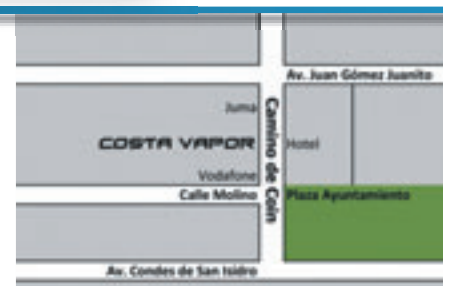 Av. Juan Gómez Juanito
Juma
Camino de Coín
COSTA VAPOR
Hotel
Vodafone
Calle Molino
Plaza Ayuntamiento
Av. Condes de San Isidro